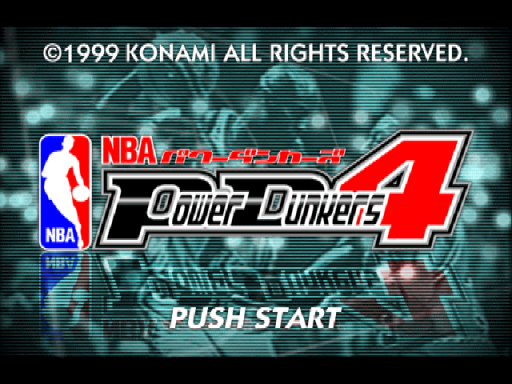 ©1999 KONAMI ALL RIGHTS RESERVED.
NBA パワーダンカーズ
NBA
Power Dunkers 4
PUSH START